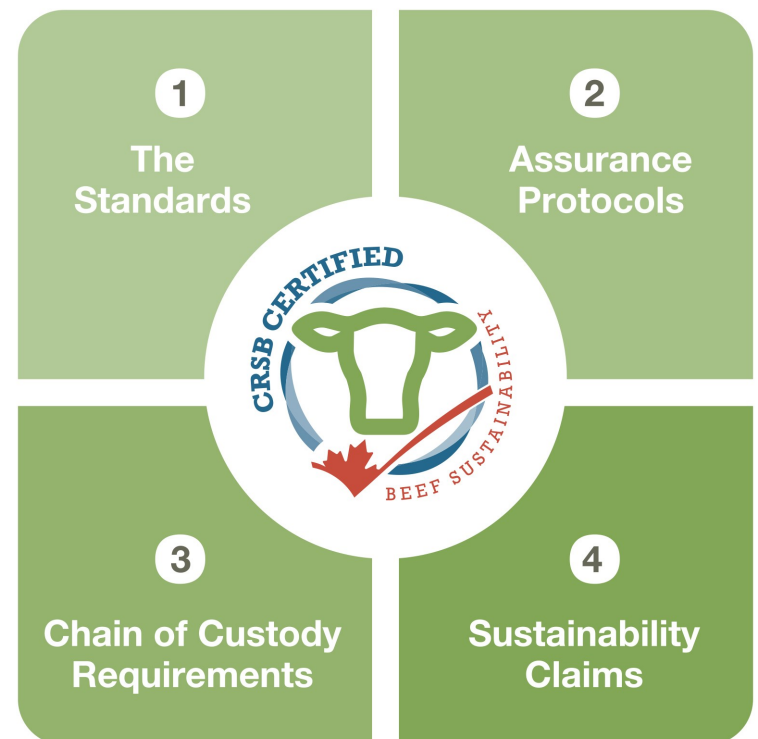 1
The
Standards
2
Assurance
Protocols
CRSB CERTIFIED
BEEF SUSTAINABILITY
3
Chain of Custody
Requirements
4
Sustainability
Claims